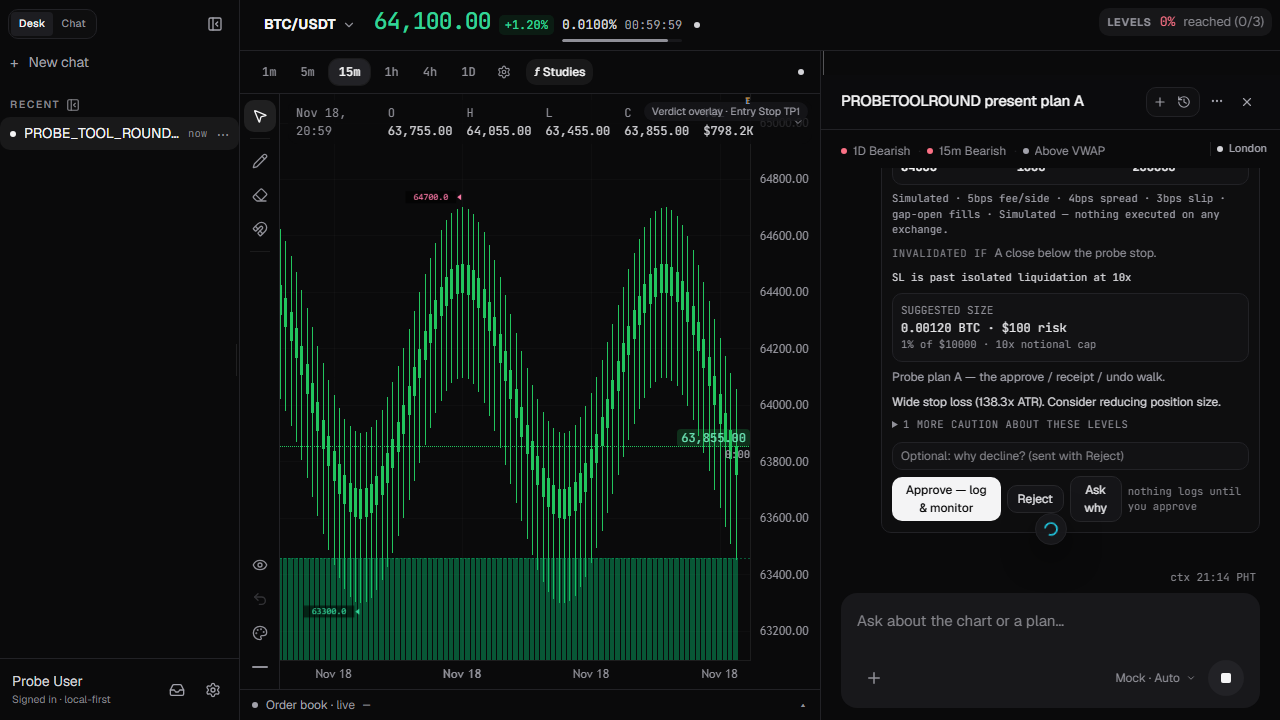 Desk Chat
+ New chat
RECENT
PROBE_TOOL_ROUND... now ...
Probe User
Signed in · local-first
BTC/USDT 64,100.00 +1.20% 0.0100% 00:59:59
LEVELS 0% reached (0/3)
1m 5m 15m 1h 4h 1D f Studies
Nov 18, 20:59
O 63,755.00
H 64,055.00
L 63,455.00
C 63,855.00
$798.2K
Verdict overlay · Entry Stop TP1
64800.00
64700.0
64600.00
64400.00
64200.00
64000.00
63,855.00
0:00
63800.00
63600.00
63400.00
63300.0
63200.00
Nov 18 Nov 18 Nov 18 Nov 18
Order book · live —
PROBETOOLROUND present plan A
1D Bearish · 15m Bearish · Above VWAP
London
Simulated · 5bps fee/side · 4bps spread · 3bps slip ·
gap-open fills · Simulated — nothing executed on any
exchange.
INVALIDATED IF A close below the probe stop.
SL is past isolated liquidation at 10x
SUGGESTED SIZE
0.00120 BTC · $100 risk
1% of $10000 · 10x notional cap
Probe plan A — the approve / receipt / undo walk.
Wide stop loss (138.3x ATR). Consider reducing position size.
▶ 1 MORE CAUTION ABOUT THESE LEVELS
Optional: why decline? (sent with Reject)
Approve — log
& monitor
Reject
Ask
why
nothing logs until
you approve
ctx 21:14 PHT
Ask about the chart or a plan...
Mock · Auto